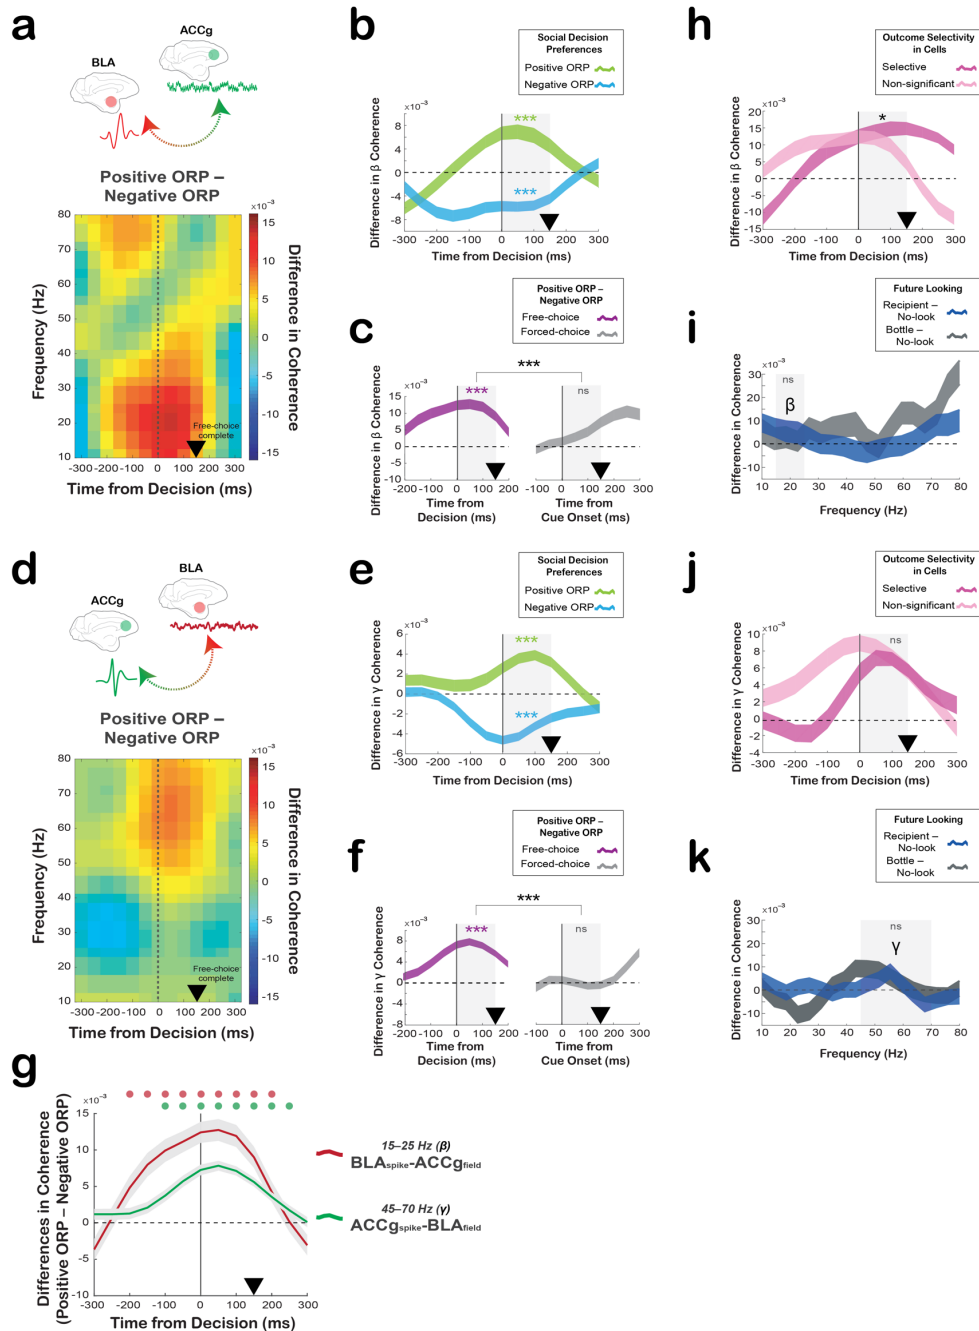 a
ACCg
BLA
Positive ORP –
Negative ORP
×10⁻³
80
70
60
50
40
30
20
10
Frequency (Hz)
15
10
5
0
-5
-10
-15
Difference in Coherence
Free-choice
complete
-300 -200 -100 0 100 200 300
Time from Decision (ms)
b
Social Decision
Preferences
Positive ORP
Negative ORP
×10⁻³
8
4
0
-4
-8
Difference in β Coherence
***
***
-300 -200 -100 0 100 200 300
Time from Decision (ms)
c
Positive ORP –
Negative ORP
Free-choice
Forced-choice
***
×10⁻³
15
10
5
0
-5
-10
Difference in β Coherence
***
ns
-200 -100 0 100 200
Time from
Decision (ms)
-100 0 100 200 300
Time from
Cue Onset (ms)
h
Outcome Selectivity
in Cells
Selective
Non-significant
×10⁻³
20
15
10
5
0
-5
-10
-15
Difference in β Coherence
*
-300 -200 -100 0 100 200 300
Time from Decision (ms)
i
Future Looking
Recipient –
No-look
Bottle –
No-look
×10⁻³
30
20
10
0
-10
Difference in Coherence
ns
β
10 20 30 40 50 60 70 80
Frequency (Hz)
d
BLA
ACCg
Positive ORP –
Negative ORP
×10⁻³
80
70
60
50
40
30
20
10
Frequency (Hz)
15
10
5
0
-5
-10
-15
Difference in Coherence
Free-choice
complete
-300 -200 -100 0 100 200 300
Time from Decision (ms)
e
Social Decision
Preferences
Positive ORP
Negative ORP
×10⁻³
6
4
2
0
-2
-4
-6
Difference in γ Coherence
***
***
-300 -200 -100 0 100 200 300
Time from Decision (ms)
f
Positive ORP –
Negative ORP
Free-choice
Forced-choice
***
×10⁻³
8
4
0
-4
-8
Difference in γ Coherence
***
ns
-200 -100 0 100 200
Time from
Decision (ms)
-100 0 100 200 300
Time from
Cue Onset (ms)
j
Outcome Selectivity
in Cells
Selective
Non-significant
×10⁻³
10
8
6
4
2
0
-2
-4
Difference in γ Coherence
ns
-300 -200 -100 0 100 200 300
Time from Decision (ms)
k
Future Looking
Recipient –
No-look
Bottle –
No-look
×10⁻³
30
20
10
0
-10
Difference in Coherence
ns
γ
10 20 30 40 50 60 70 80
Frequency (Hz)
g
×10⁻³
15
10
5
0
-5
-10
Differences in Coherence
(Positive ORP – Negative ORP)
-300 -200 -100 0 100 200 300
Time from Decision (ms)
15–25 Hz (β)
BLAspike-ACCgfield
45–70 Hz (γ)
ACCgspike-BLAfield